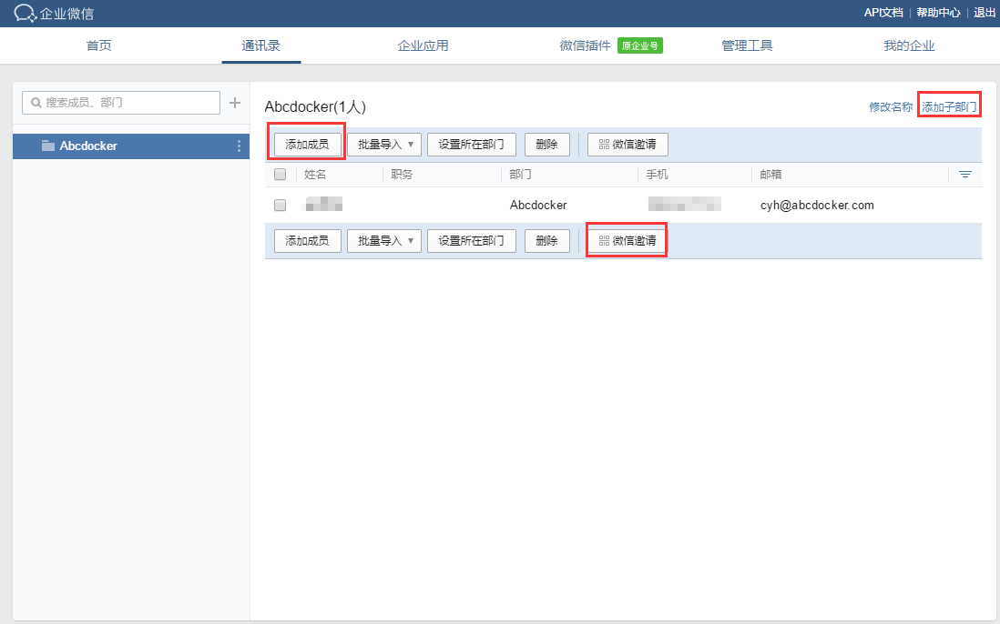 企业微信
API文档 | 帮助中心 | 退出
首页 通讯录 企业应用 微信插件 原企业号 管理工具 我的企业
搜索成员、部门
Abcdocker
Abcdocker(1人)
修改名称 添加子部门
添加成员 批量导入 设置所在部门 删除 微信邀请
姓名 职务 部门 手机 邮箱
Abcdocker cyh@abcdocker.com
添加成员 批量导入 设置所在部门 删除 微信邀请